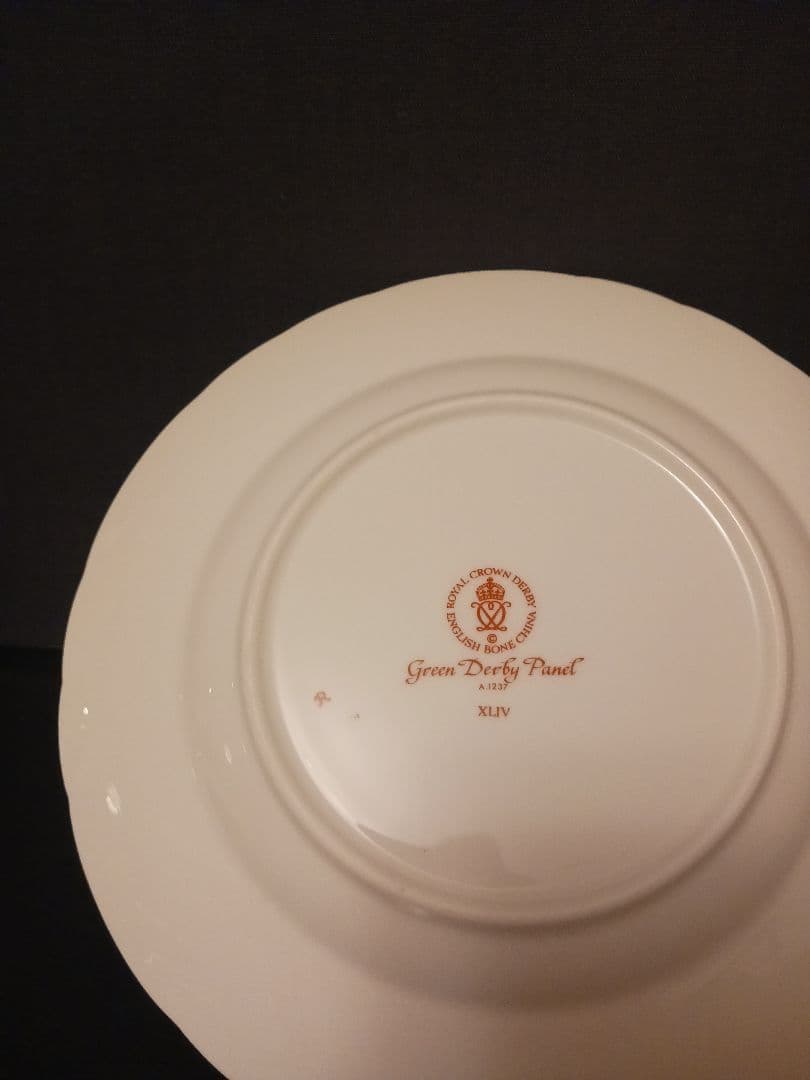 ROYAL CROWN DERBY
ENGLISH BONE CHINA
©
Green Derby Panel
A.1237
XLIV